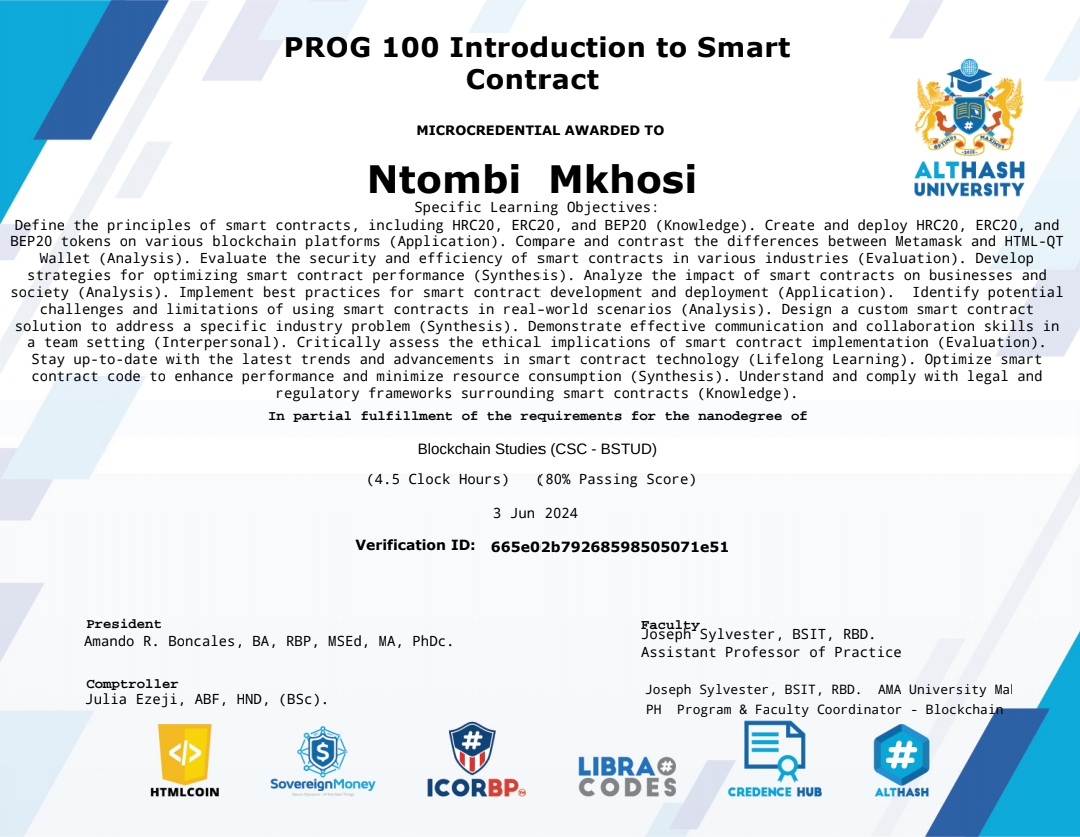 PROG 100 Introduction to Smart
Contract
MICROCREDENTIAL AWARDED TO
Ntombi Mkhosi
ALTHASH
UNIVERSITY
Specific Learning Objectives:
Define the principles of smart contracts, including HRC20, ERC20, and BEP20 (Knowledge). Create and deploy HRC20, ERC20, and
BEP20 tokens on various blockchain platforms (Application). Compare and contrast the differences between Metamask and HTML-QT
Wallet (Analysis). Evaluate the security and efficiency of smart contracts in various industries (Evaluation). Develop
strategies for optimizing smart contract performance (Synthesis). Analyze the impact of smart contracts on businesses and
society (Analysis). Implement best practices for smart contract development and deployment (Application).  Identify potential
challenges and limitations of using smart contracts in real-world scenarios (Analysis). Design a custom smart contract
solution to address a specific industry problem (Synthesis). Demonstrate effective communication and collaboration skills in
a team setting (Interpersonal). Critically assess the ethical implications of smart contract implementation (Evaluation).
Stay up-to-date with the latest trends and advancements in smart contract technology (Lifelong Learning). Optimize smart
contract code to enhance performance and minimize resource consumption (Synthesis). Understand and comply with legal and
regulatory frameworks surrounding smart contracts (Knowledge).
In partial fulfillment of the requirements for the nanodegree of
Blockchain Studies (CSC - BSTUD)
(4.5 Clock Hours) (80% Passing Score)
3 Jun 2024
Verification ID: 665e02b79268598505071e51
President
Amando R. Boncales, BA, RBP, MSEd, MA, PhDc.
Faculty
Joseph Sylvester, BSIT, RBD.
Assistant Professor of Practice
Comptroller
Julia Ezeji, ABF, HND, (BSc).
Joseph Sylvester, BSIT, RBD.  AMA University Mal
PH  Program & Faculty Coordinator - Blockchain
HTMLCOIN
SovereignMoney
ICORBP
LIBRA#
CODES
CREDENCE HUB
ALTHASH